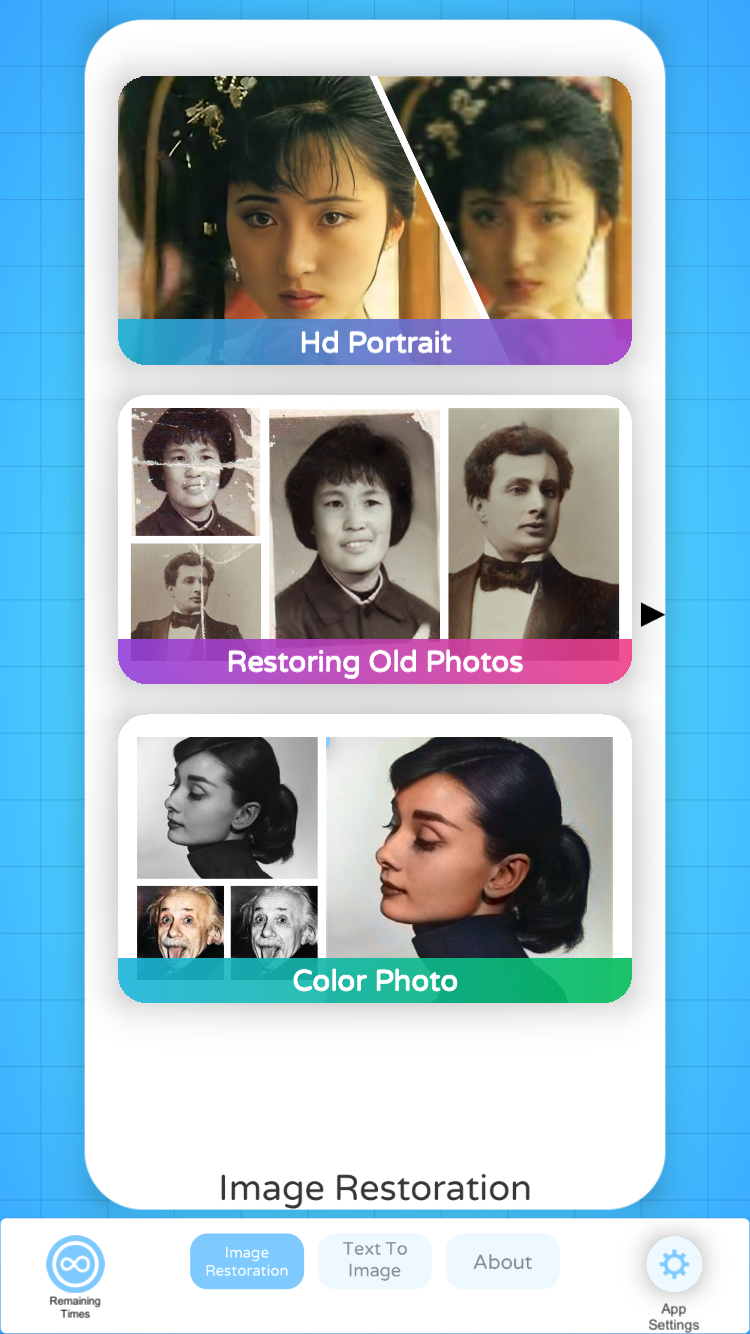 Hd Portrait
Restoring Old Photos
Color Photo
Image Restoration
Remaining
Times
Image
Restoration
Text To
Image
About
App
Settings